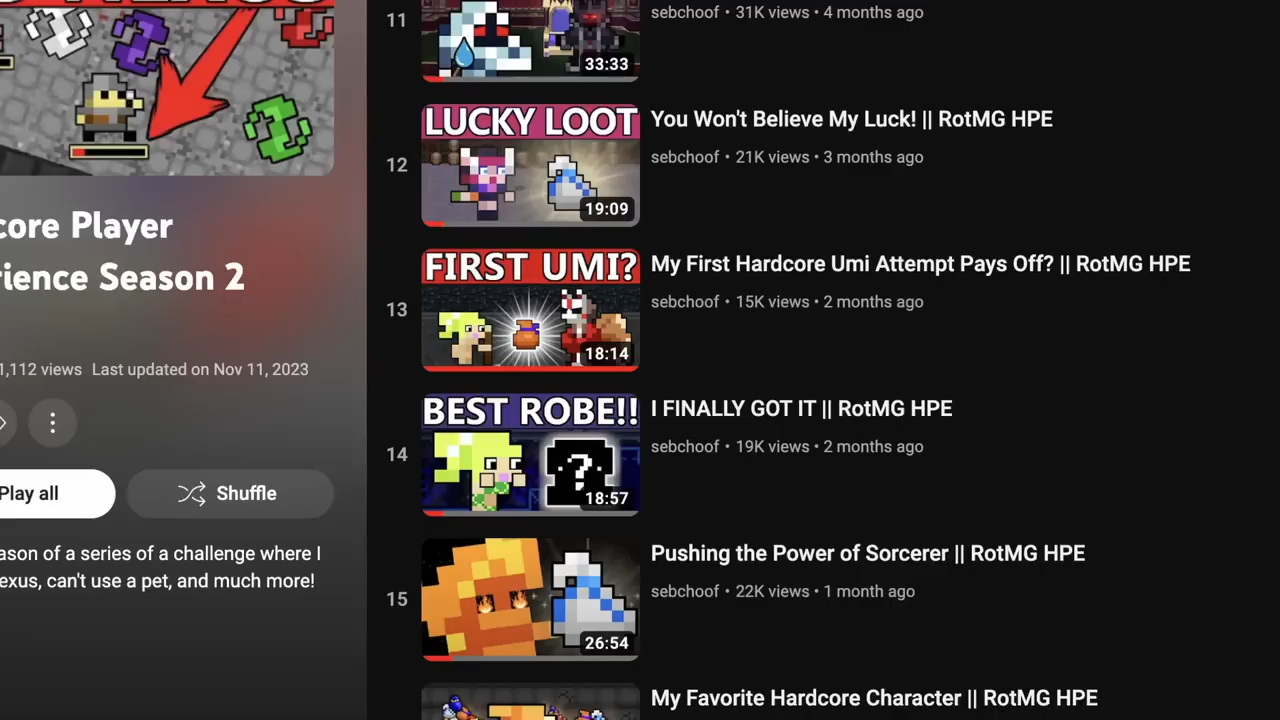 core Player
rience Season 2
1,112 views Last updated on Nov 11, 2023
Play all
Shuffle
ason of a series of a challenge where I
exus, can't use a pet, and much more!
11
33:33
sebchoof • 31K views • 4 months ago
12
LUCKY LOOT
19:09
You Won't Believe My Luck! || RotMG HPE
sebchoof • 21K views • 3 months ago
13
FIRST UMI?
18:14
My First Hardcore Umi Attempt Pays Off? || RotMG HPE
sebchoof • 15K views • 2 months ago
14
BEST ROBE!!
?
18:57
I FINALLY GOT IT || RotMG HPE
sebchoof • 19K views • 2 months ago
15
26:54
Pushing the Power of Sorcerer || RotMG HPE
sebchoof • 22K views • 1 month ago
My Favorite Hardcore Character || RotMG HPE